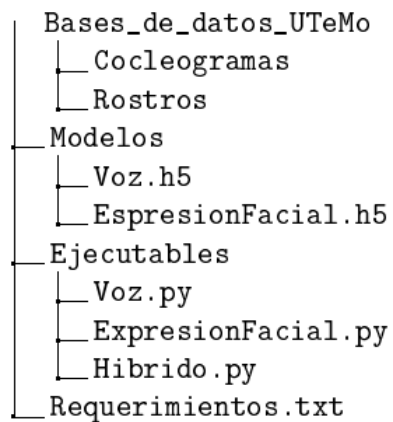 Bases_de_datos_UTeMo
Cocleogramas
Rostros
Modelos
Voz.h5
EspresionFacial.h5
Ejecutables
Voz.py
ExpresionFacial.py
Hibrido.py
Requerimientos.txt